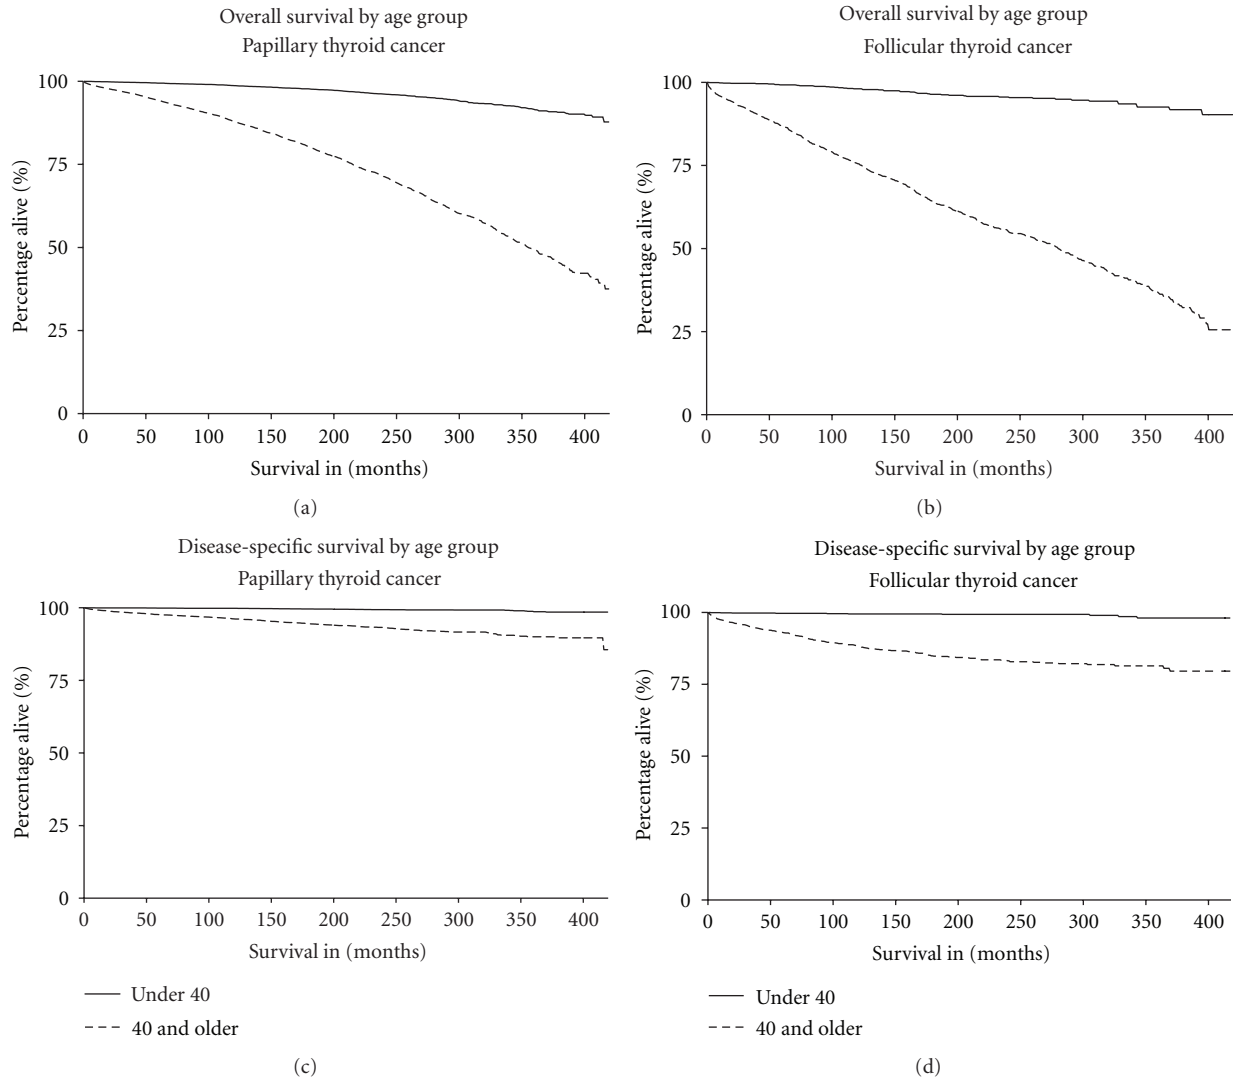 Overall survival by age group
Papillary thyroid cancer
Percentage alive (%)
100
75
50
25
0
0 50 100 150 200 250 300 350 400
Survival in (months)
(a)
Overall survival by age group
Follicular thyroid cancer
Percentage alive (%)
100
75
50
25
0
0 50 100 150 200 250 300 350 400
Survival in (months)
(b)
Disease-specific survival by age group
Papillary thyroid cancer
Percentage alive (%)
100
75
50
25
0
0 50 100 150 200 250 300 350 400
Survival in (months)
Under 40
40 and older
(c)
Disease-specific survival by age group
Follicular thyroid cancer
Percentage alive (%)
100
75
50
25
0
0 50 100 150 200 250 300 350 400
Survival in (months)
Under 40
40 and older
(d)